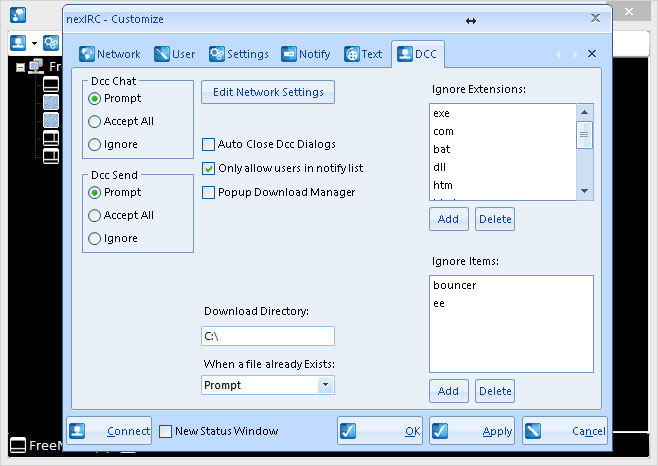 nexIRC - Customize
Network
User
Settings
Notify
Text
DCC
Dcc Chat
Prompt
Accept All
Ignore
Dcc Send
Prompt
Accept All
Ignore
Edit Network Settings
Auto Close Dcc Dialogs
Only allow users in notify list
Popup Download Manager
Download Directory:
C:\
When a file already Exists:
Prompt
Ignore Extensions:
exe
com
bat
dll
htm
Add
Delete
Ignore Items:
bouncer
ee
Add
Delete
Connect
New Status Window
OK
Apply
Cancel